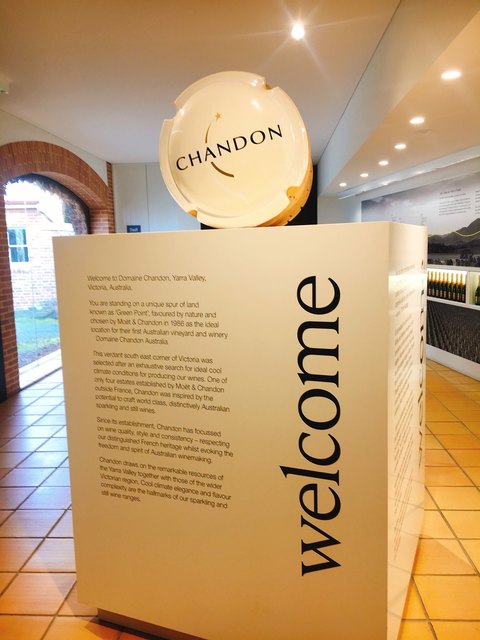 CHANDON
Welcome to Domaine Chandon, Yarra Valley,
Victoria, Australia.
You are standing on a unique spur of land
known as 'Green Point', favoured by nature and
chosen by Moët & Chandon in 1986 as the ideal
location for their first Australian vineyard and winery
Domaine Chandon Australia.
This verdant south east corner of Victoria was
selected after an exhaustive search for ideal cool
climate conditions for producing our wines. One of
only four estates established by Moët & Chandon
outside France, Chandon was inspired by the
potential to craft world class, distinctively Australian
sparkling and still wines.
Since its establishment, Chandon has focussed
on wine quality, style and consistency – respecting
our distinguished French heritage whilst evoking the
freedom and spirit of Australian winemaking.
Chandon draws on the remarkable resources of
the Yarra Valley together with those of the wider
Victorian region. Cool climate elegance and flavour
complexity are the hallmarks of our sparkling and
still wine ranges.
welcome